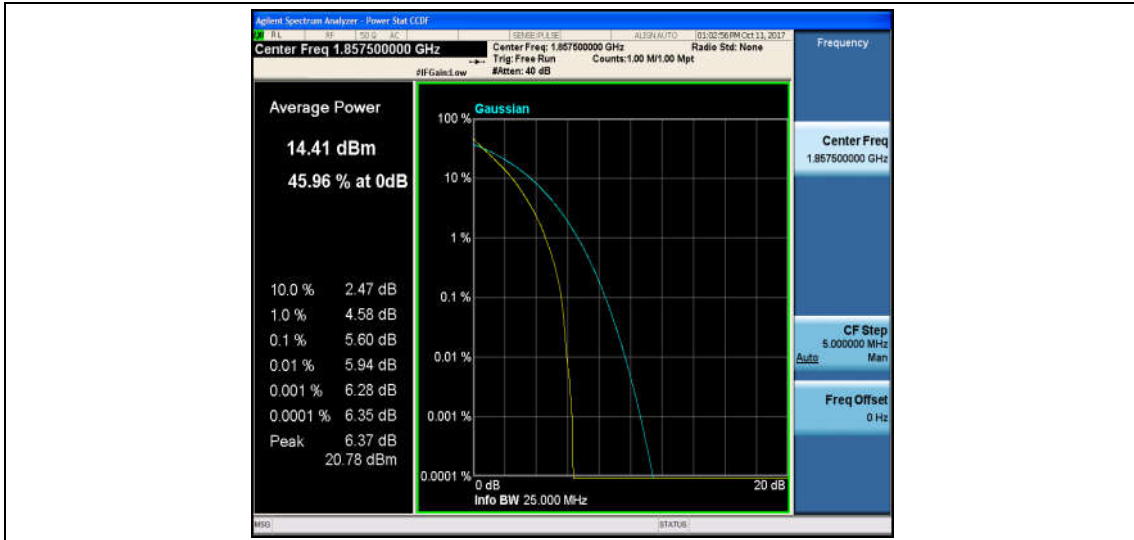 Agilent Spectrum Analyzer - Power Stat CCDF
RL RF 50 Ω AC SENSE:PULSE ALIGN AUTO 01:02:56 PM Oct 11, 2017
Center Freq 1.857500000 GHz
Center Freq: 1.857500000 GHz Radio Std: None
Trig: Free Run Counts:1.00 M/1.00 Mpt
#IFGain:Low #Atten: 40 dB
Frequency
Average Power
14.41 dBm
45.96 % at 0dB
10.0 % 2.47 dB
1.0 % 4.58 dB
0.1 % 5.60 dB
0.01 % 5.94 dB
0.001 % 6.28 dB
0.0001 % 6.35 dB
Peak 6.37 dB
20.78 dBm
Gaussian
100 %
10 %
1 %
0.1 %
0.01 %
0.001 %
0.0001 %
0 dB 20 dB
Info BW 25.000 MHz
Center Freq
1.857500000 GHz
CF Step
5.000000 MHz
Auto Man
Freq Offset
0 Hz
MSG STATUS